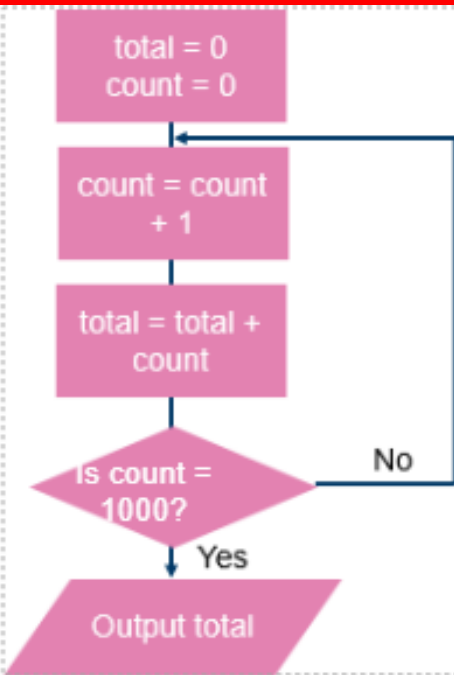 total = 0
count = 0
count = count
+ 1
total = total +
count
Is count =
1000?
No
Yes
Output total